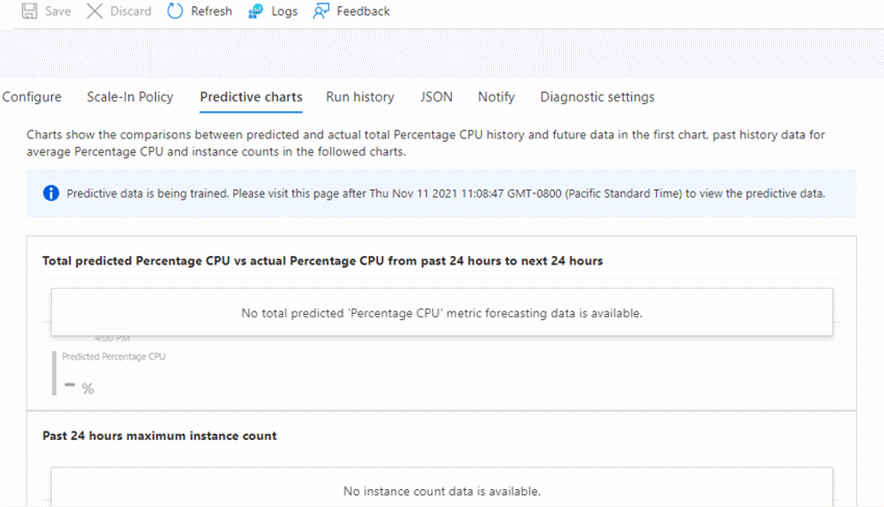 Save Discard Refresh Logs Feedback
Configure Scale-In Policy Predictive charts Run history JSON Notify Diagnostic settings
Charts show the comparisons between predicted and actual total Percentage CPU history and future data in the first chart, past history data for
average Percentage CPU and instance counts in the followed charts.
Predictive data is being trained. Please visit this page after Thu Nov 11 2021 11:08:47 GMT-0800 (Pacific Standard Time) to view the predictive data.
Total predicted Percentage CPU vs actual Percentage CPU from past 24 hours to next 24 hours
No total predicted 'Percentage CPU' metric forecasting data is available.
4:00 PM
Predicted Percentage CPU
-- %
Past 24 hours maximum instance count
No instance count data is available.